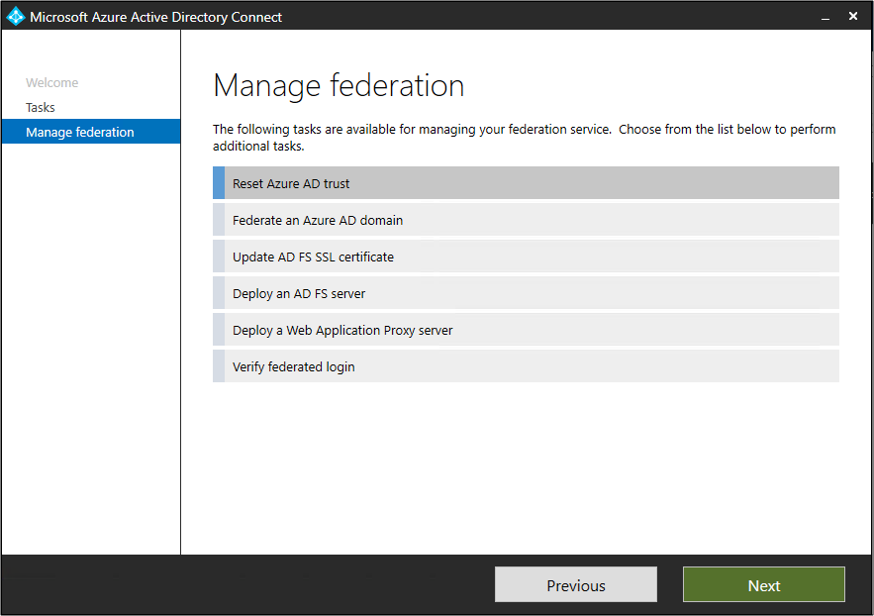 Microsoft Azure Active Directory Connect
Welcome
Tasks
Manage federation
Manage federation
The following tasks are available for managing your federation service. Choose from the list below to perform
additional tasks.
Reset Azure AD trust
Federate an Azure AD domain
Update AD FS SSL certificate
Deploy an AD FS server
Deploy a Web Application Proxy server
Verify federated login
Previous
Next